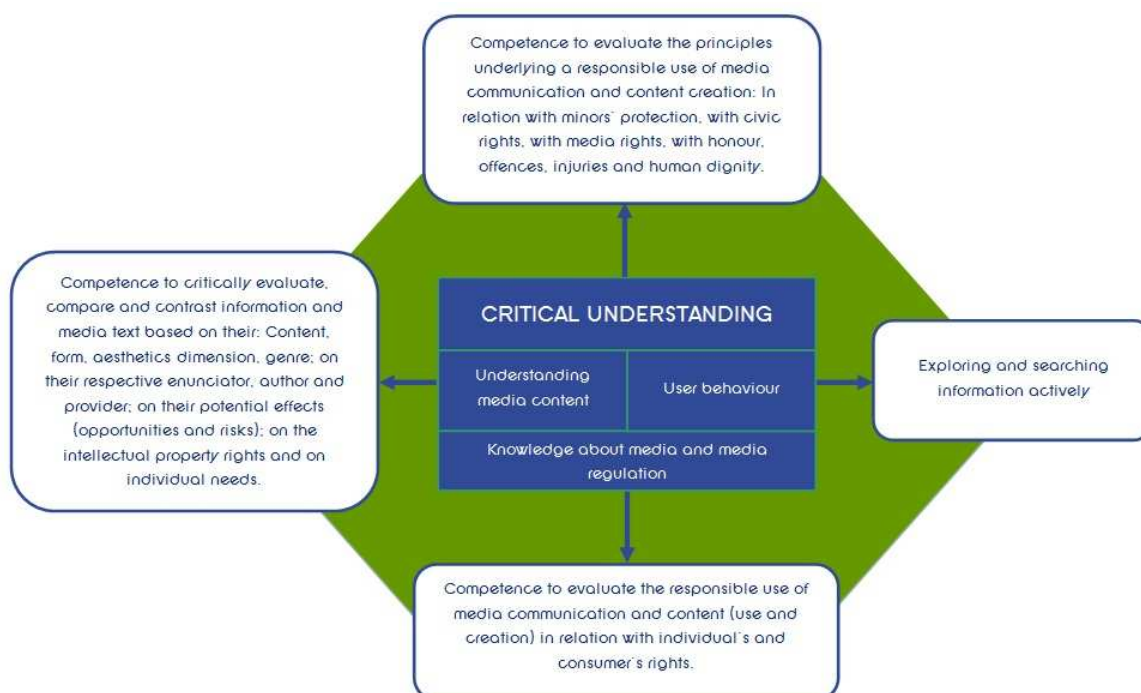 Competence to evaluate the principles
underlying a responsible use of media
communication and content creation: In
relation with minors´ protection, with civic
rights, with media rights, with honour,
offences, injuries and human dignity.
Competence to critically evaluate,
compare and contrast information and
media text based on their: Content,
form, aesthetics dimension, genre; on
their respective enunciator, author and
provider; on their potential effects
(opportunities and risks); on the
intellectual property rights and on
individual needs.
CRITICAL UNDERSTANDING
Understanding
media content
User behaviour
Knowledge about media and media
regulation
Exploring and searching
information actively
Competence to evaluate the responsible use of
media communication and content (use and
creation) in relation with individual´s and
consumer´s rights.